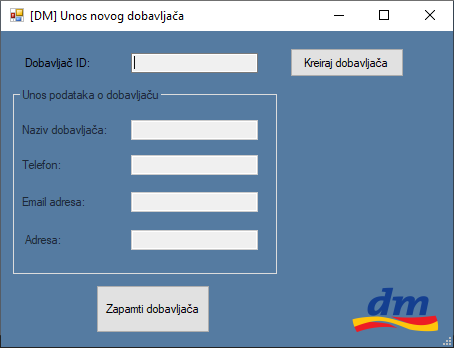 [DM] Unos novog dobavljača
Dobavljač ID:
Kreiraj dobavljača
Unos podataka o dobavljaču
Naziv dobavljača:
Telefon:
Email adresa:
Adresa:
Zapamti dobavljača
dm